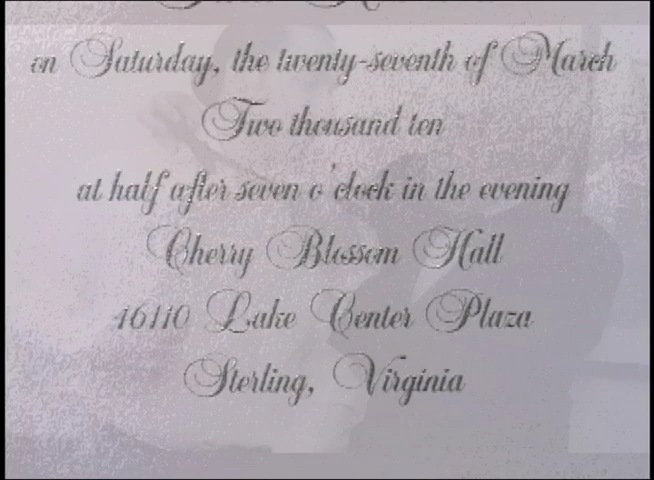 on Saturday, the twenty-seventh of March
Two thousand ten
at half after seven o'clock in the evening
Cherry Blossom Hall
46110 Lake Center Plaza
Sterling, Virginia